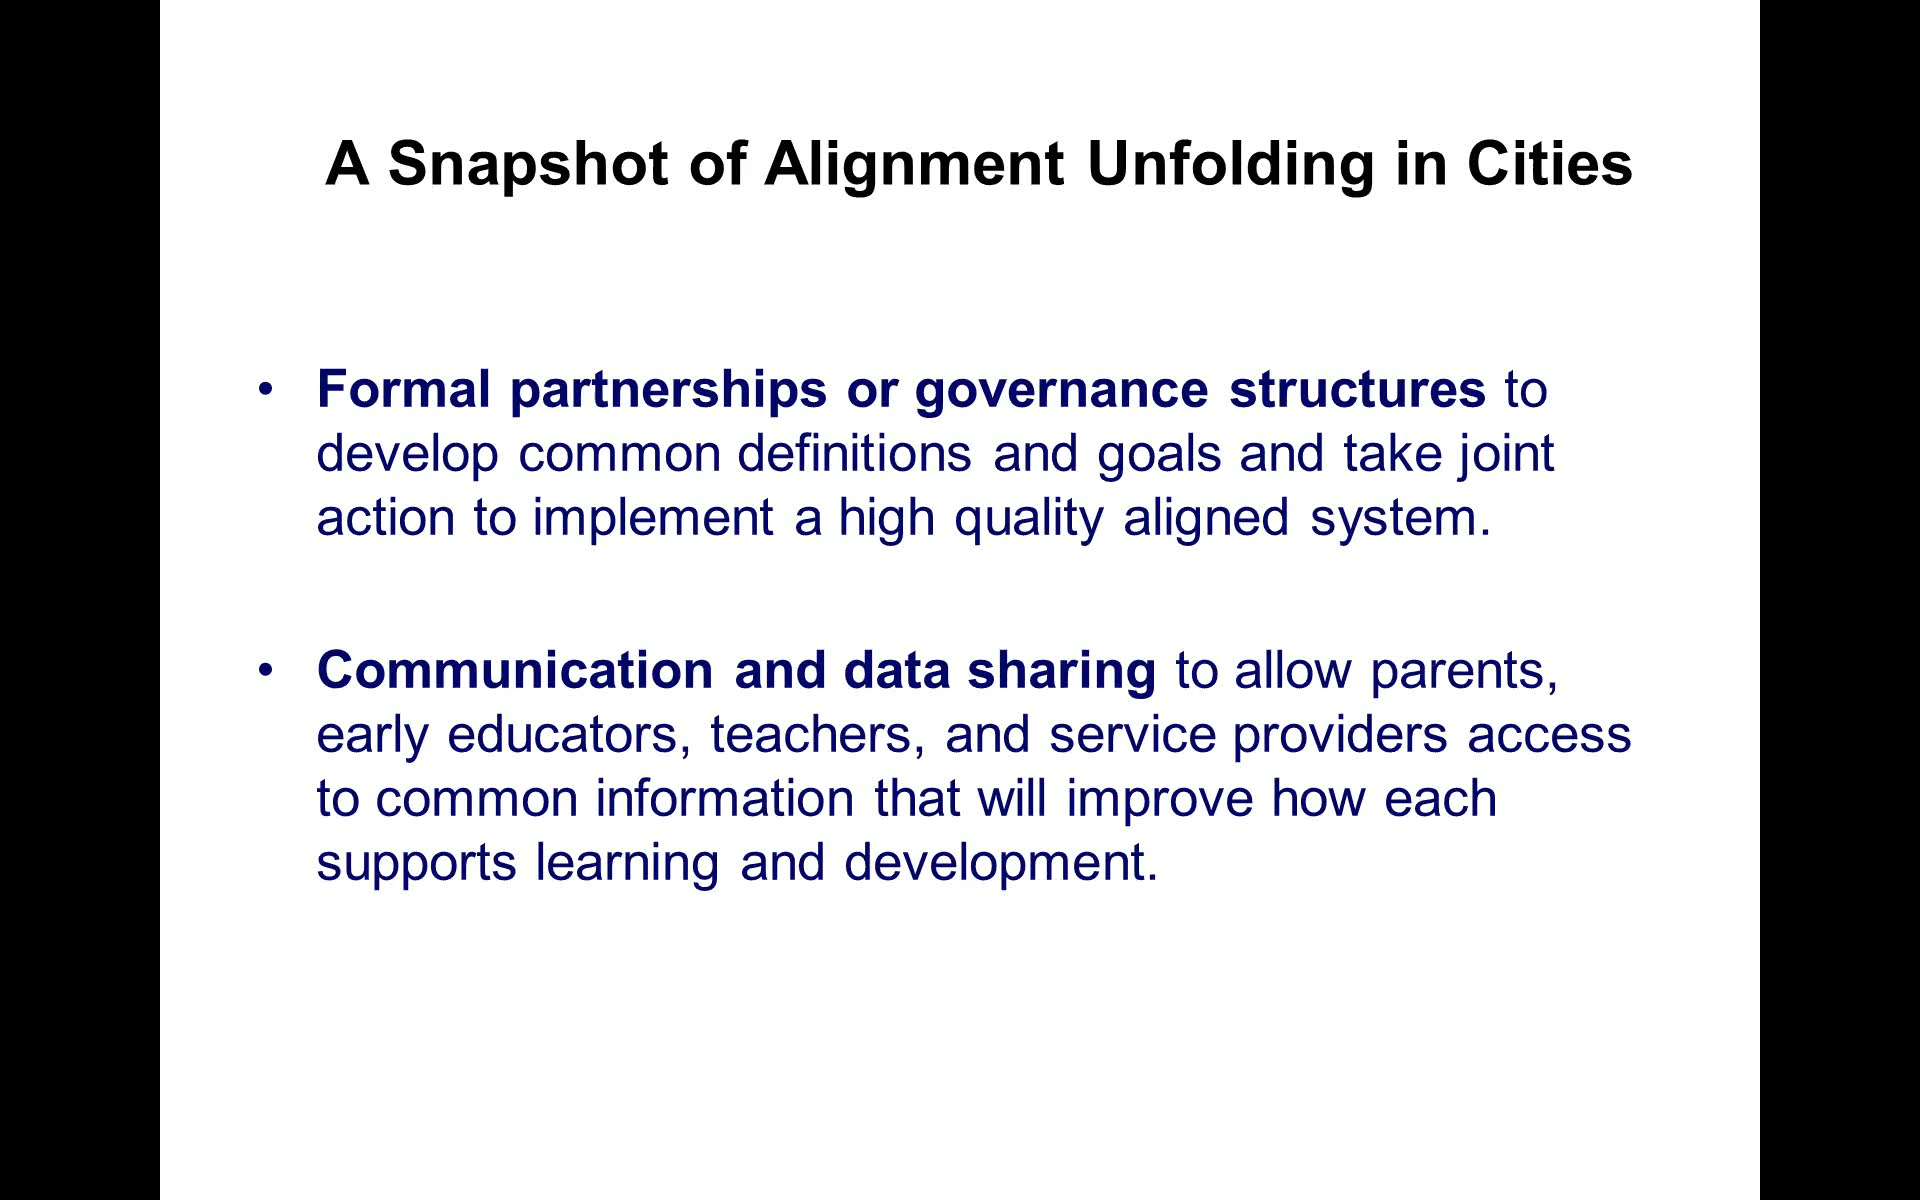 A Snapshot of Alignment Unfolding in Cities
• Formal partnerships or governance structures to
develop common definitions and goals and take joint
action to implement a high quality aligned system.
• Communication and data sharing to allow parents,
early educators, teachers, and service providers access
to common information that will improve how each
supports learning and development.